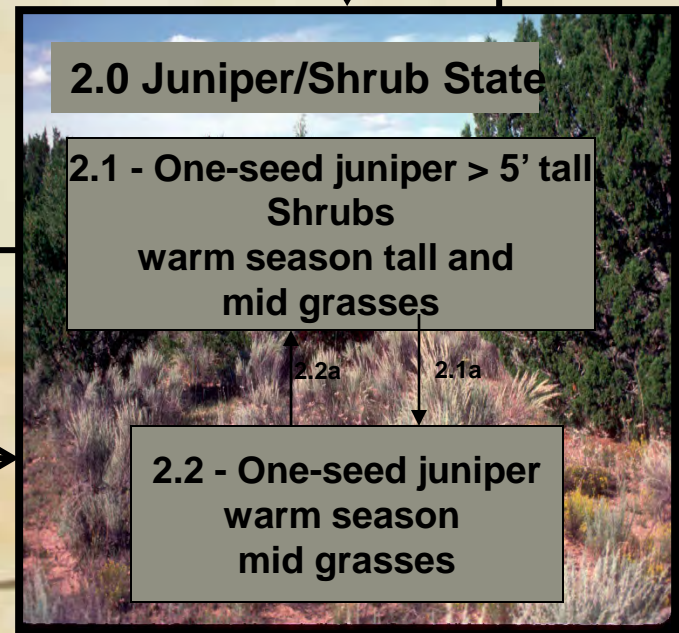 2.0 Juniper/Shrub State
2.1 - One-seed juniper > 5’ tall
Shrubs
warm season tall and
mid grasses
2.2a
2.1a
2.2 - One-seed juniper
warm season
mid grasses